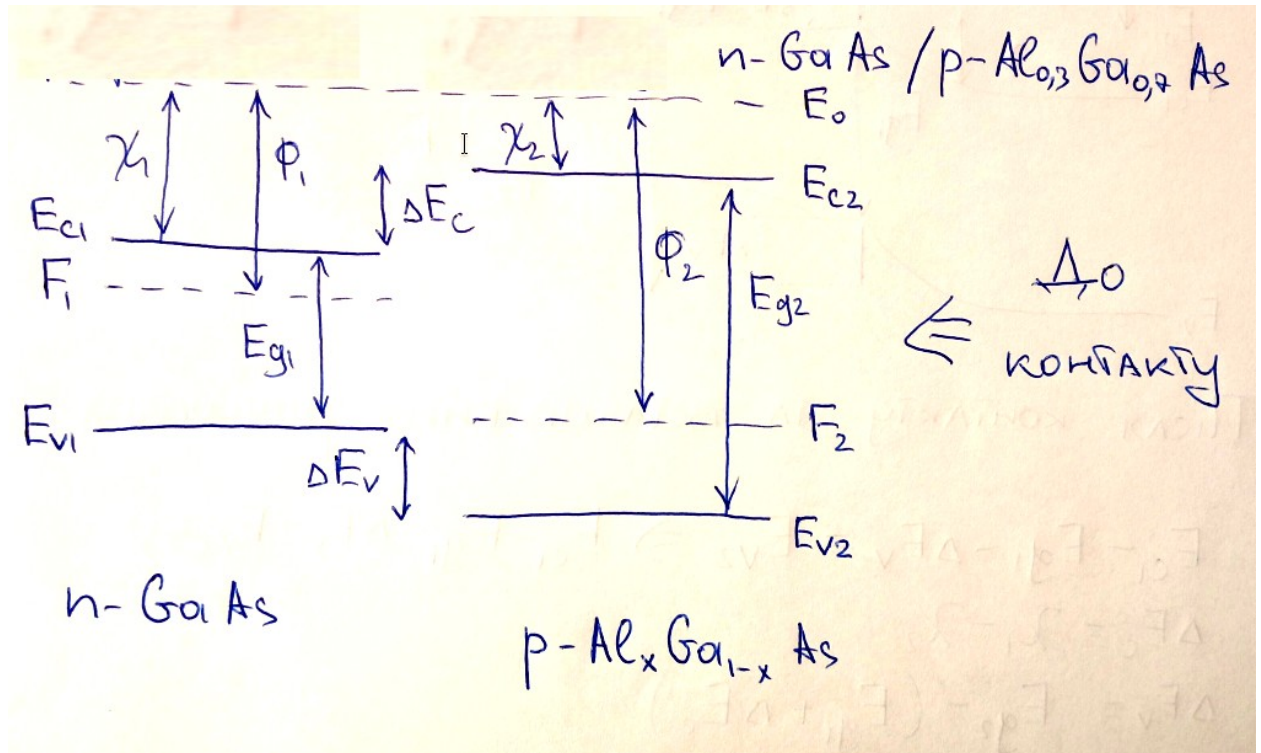 n-GaAs/p-Al₀,₃Ga₀,₇As
E₀
χ₁
φ₁
χ₂
Ec₁
ΔEc
Ec₂
F₁
φ₂
Eg₂
До
контакту
Eg₁
Ev₁
F₂
ΔEv
Ev₂
n-GaAs
p-AlₓGa₁₋ₓAs